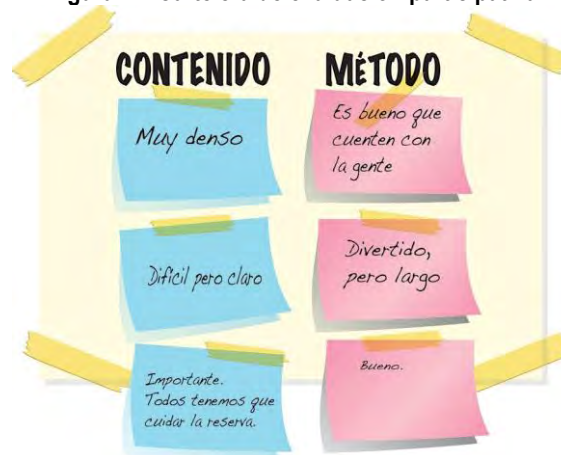 CONTENIDO
MÉTODO
Muy denso
Es bueno que
cuenten con
la gente
Difícil pero claro
Divertido,
pero largo
Importante.
Todos tenemos que
cuidar la reserva.
Bueno.